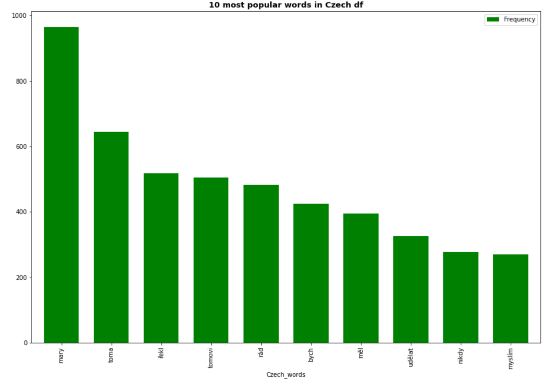 10 most popular words in Czech df
Frequency
1000
800
600
400
200
0
mary
toma
řekl
tomovi
rád
bych
měl
udělat
nikdy
myslím
Czech_words